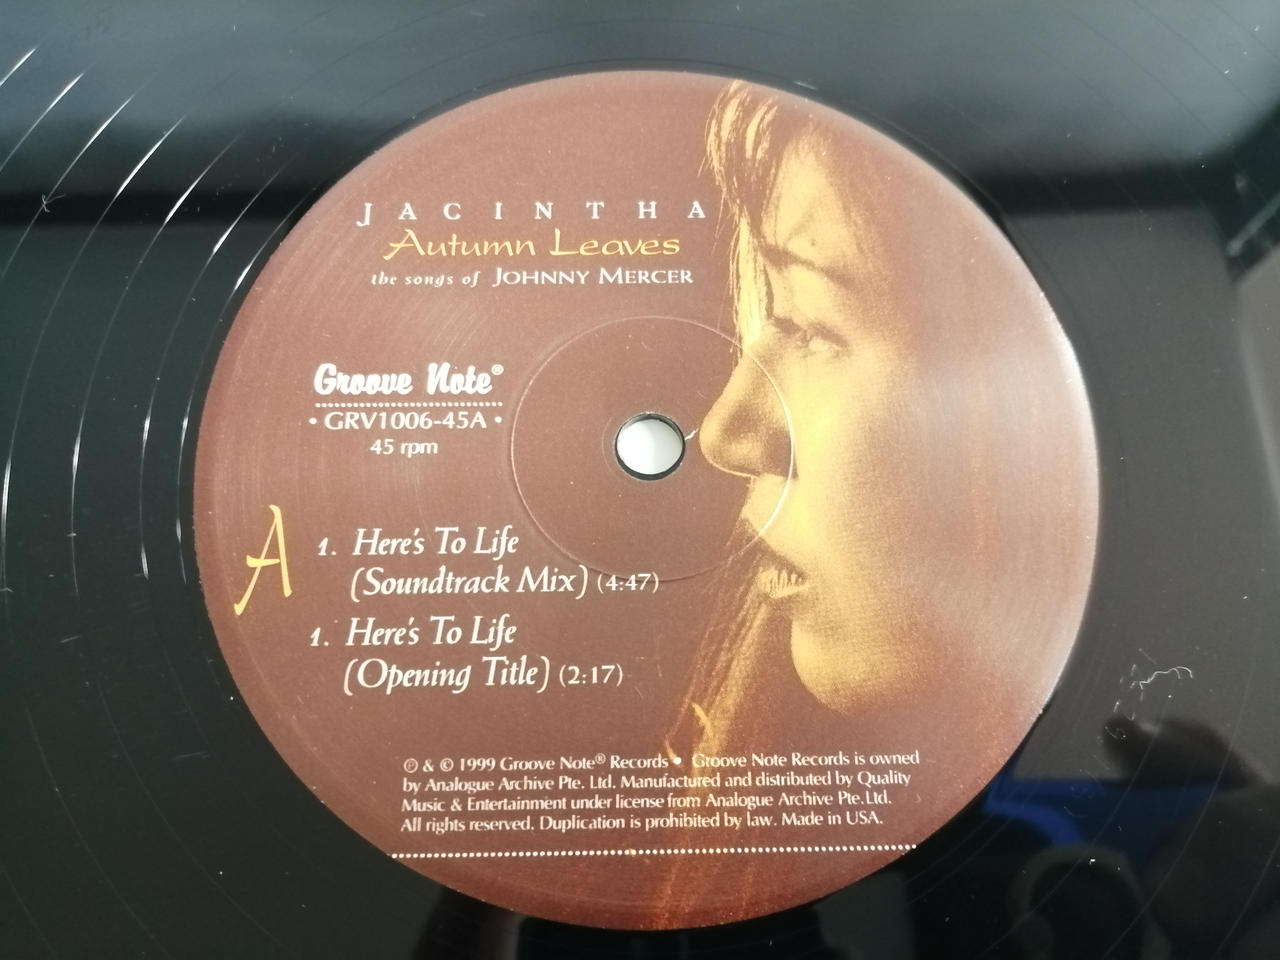 JACINTHA
Autumn Leaves
the songs of JOHNNY MERCER
Groove Note®
• GRV1006-45A •
45 rpm
A
1. Here's To Life
(Soundtrack Mix) (4:47)
1. Here's To Life
(Opening Title) (2:17)
℗ & © 1999 Groove Note® Records • Groove Note Records is owned
by Analogue Archive Pte. Ltd. Manufactured and distributed by Quality
Music & Entertainment under license from Analogue Archive Pte. Ltd.
All rights reserved. Duplication is prohibited by law. Made in USA.